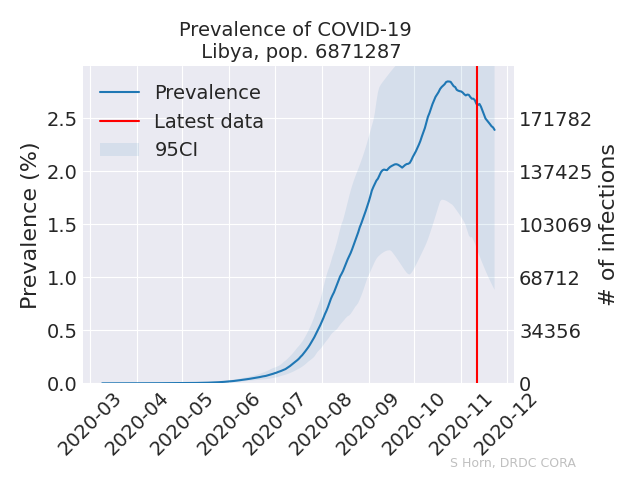 Prevalence of COVID-19
Libya, pop. 6871287
Prevalence
Latest data
95CI
Prevalence (%)
2.5
2.0
1.5
1.0
0.5
0.0
171782
137425
103069
68712
34356
0
# of infections
2020-03
2020-04
2020-05
2020-06
2020-07
2020-08
2020-09
2020-10
2020-11
2020-12
S Horn, DRDC CORA